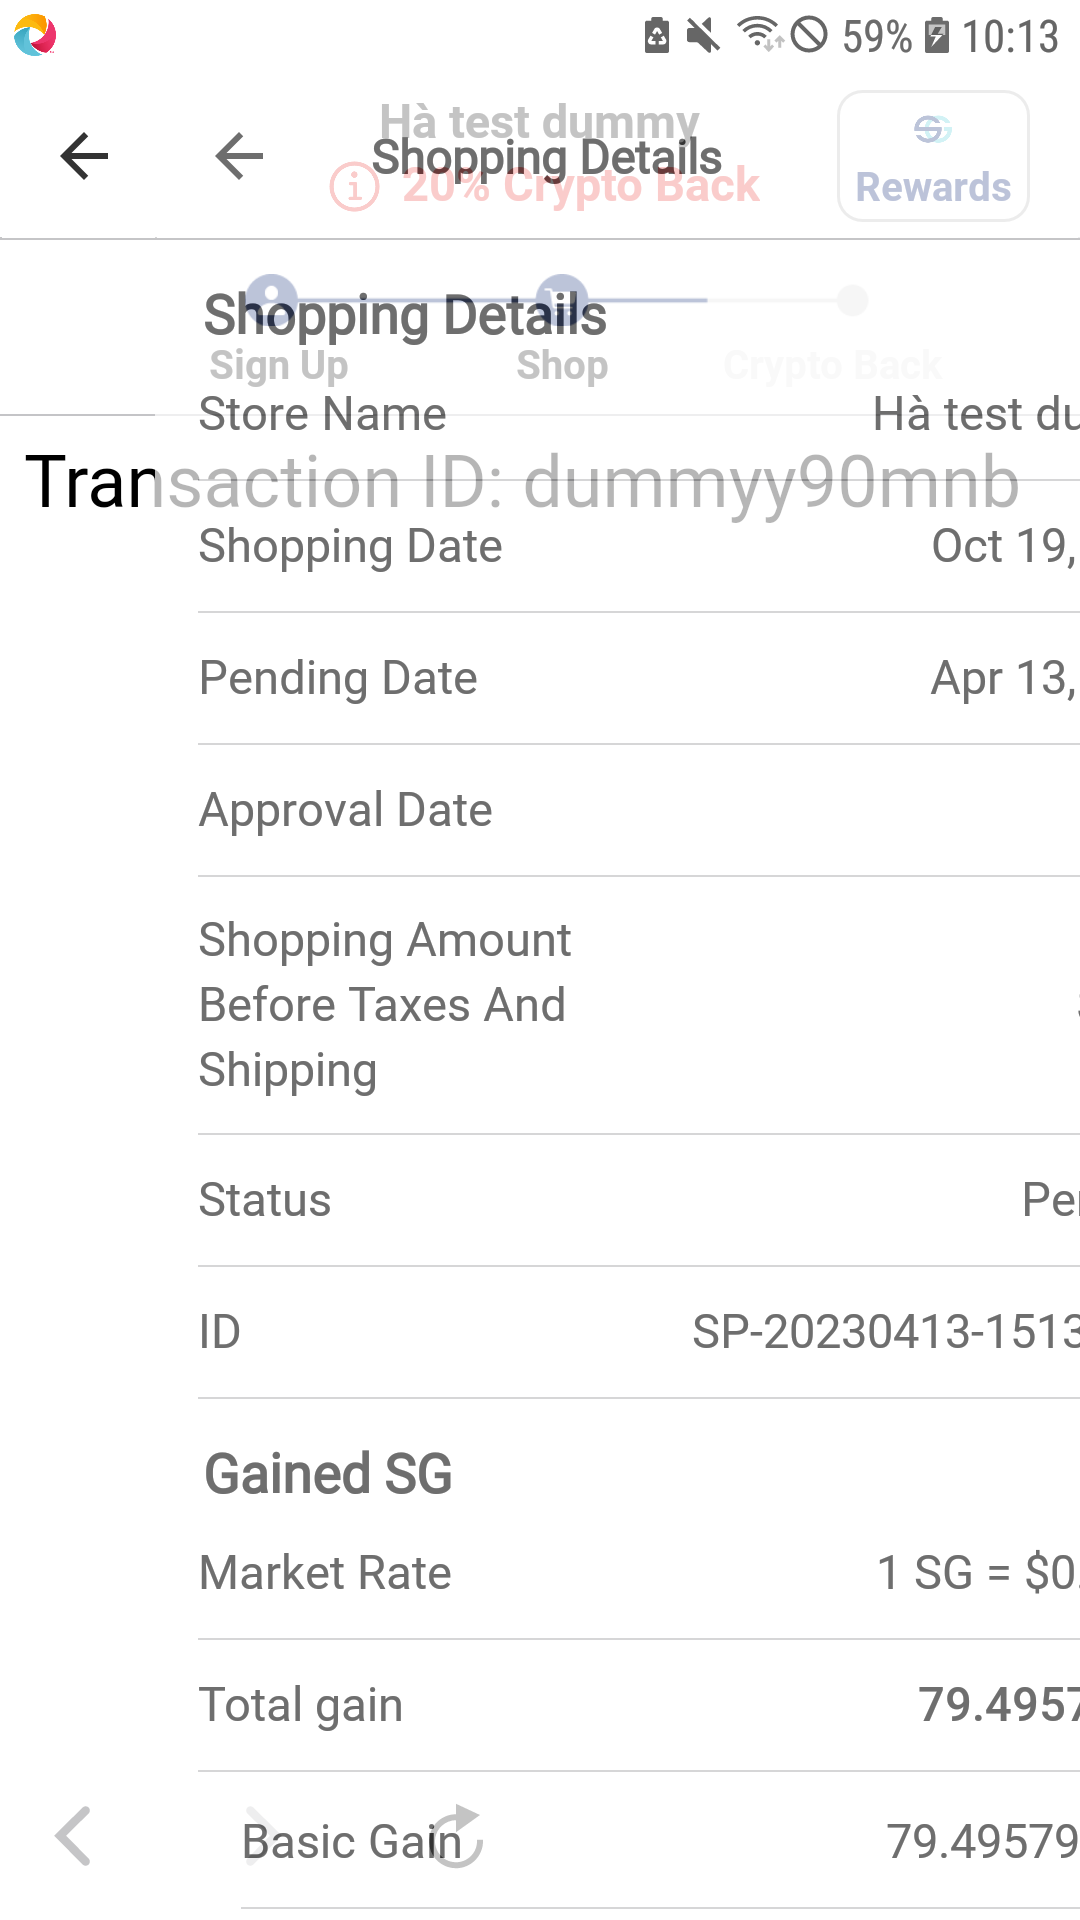 59% 10:13
Hà test dummy
Shopping Details
20% Crypto Back
Rewards
Shopping Details
Sign Up Shop Crypto Back
Store Name Hà test du
Transaction ID: dummyy90mnb
Shopping Date Oct 19,
Pending Date Apr 13,
Approval Date
Shopping Amount
Before Taxes And
Shipping
Status Pe
ID SP-20230413-1513
Gained SG
Market Rate 1 SG = $0.
Total gain 79.4957
Basic Gain 79.49579